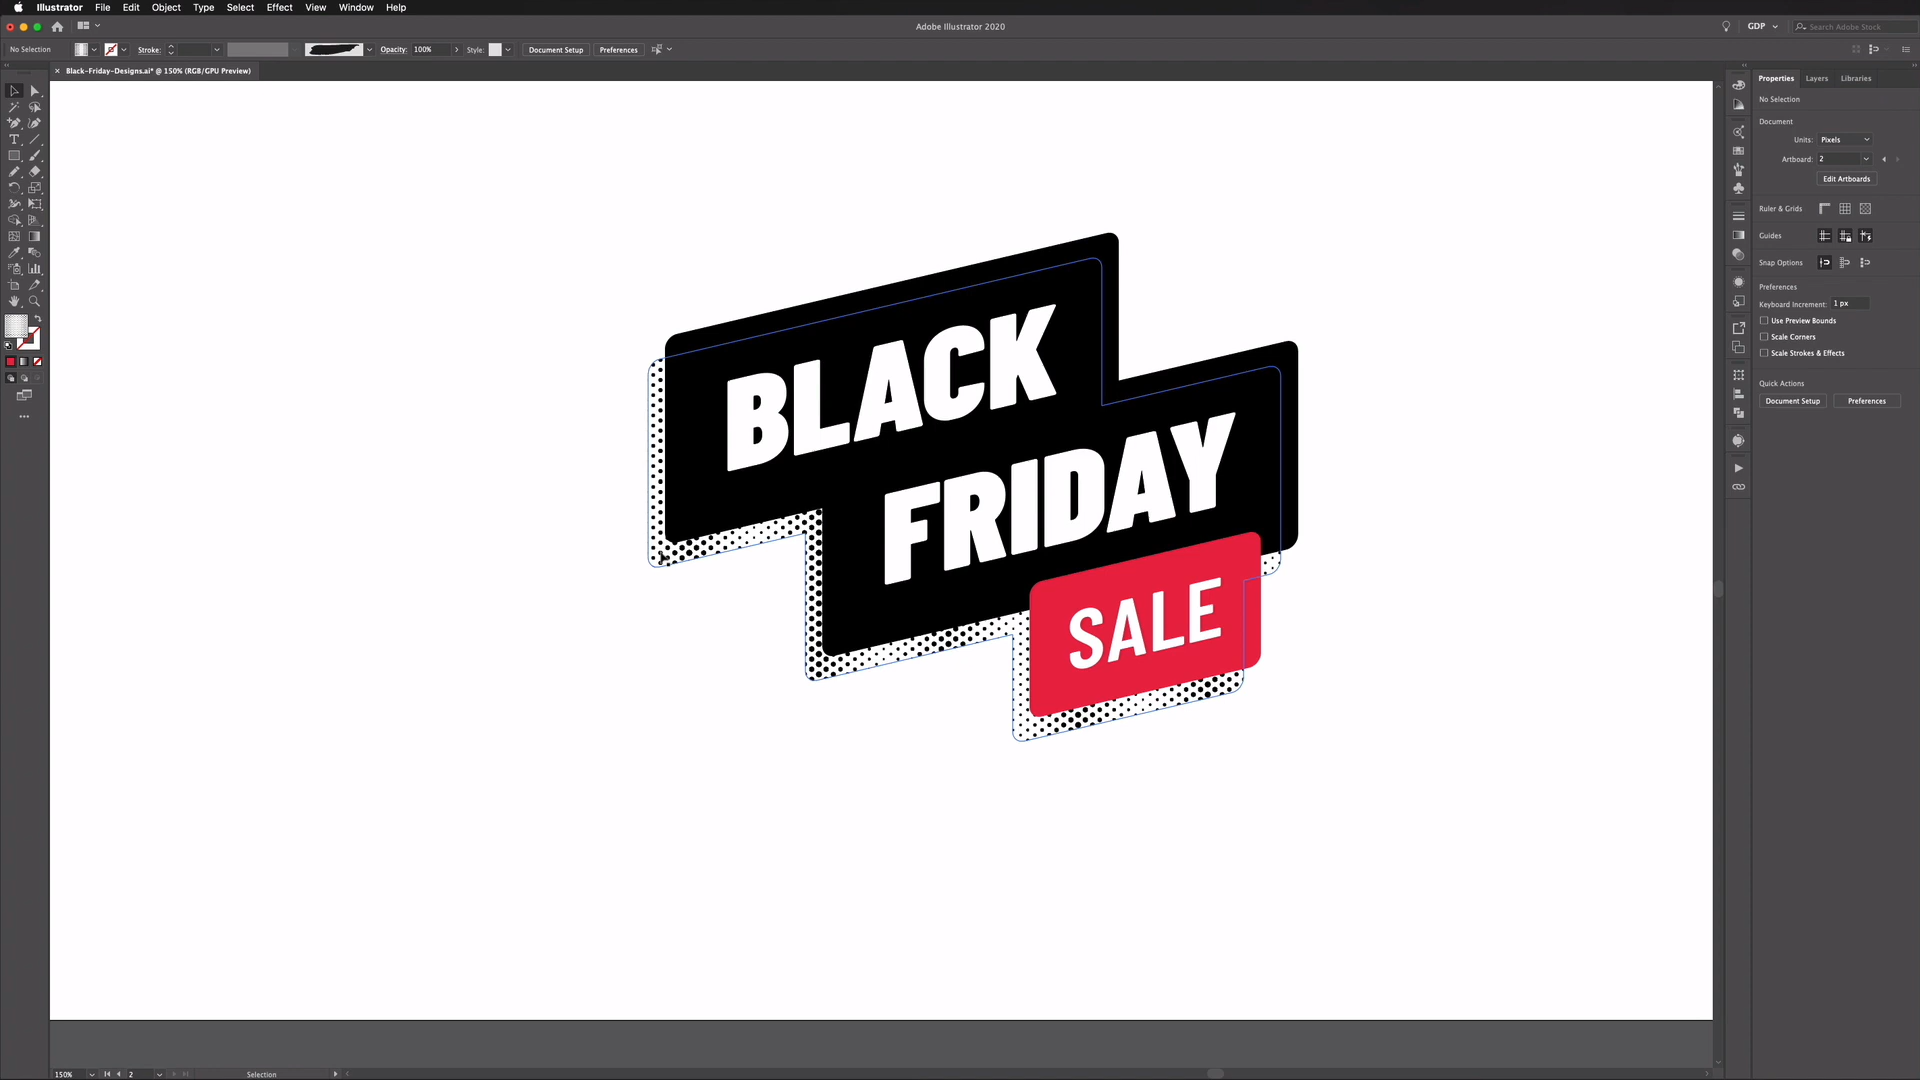 Illustrator File Edit Object Type Select Effect View Window Help
Adobe Illustrator 2020
GDP
Search Adobe Stock
No Selection
Stroke:
Opacity: 100%
Style:
Document Setup
Preferences
Black-Friday-Designs.ai* @ 150% (RGB/GPU Preview)
BLACK
FRIDAY
SALE
Properties Layers Libraries
No Selection
Document
Units: Pixels
Artboard: 2
Edit Artboards
Ruler & Grids
Guides
Snap Options
Preferences
Keyboard Increment: 1 px
Use Preview Bounds
Scale Corners
Scale Strokes & Effects
Quick Actions
Document Setup
Preferences
150%
2
Selection